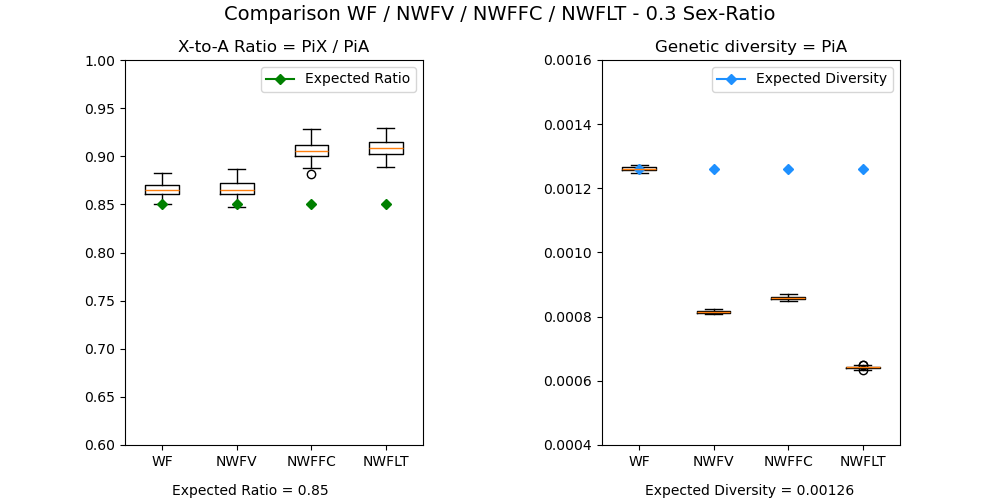 Comparison WF / NWFV / NWFFC / NWFLT - 0.3 Sex-Ratio
X-to-A Ratio = PiX / PiA
Expected Ratio
1.00
0.95
0.90
0.85
0.80
0.75
0.70
0.65
0.60
WF NWFV NWFFC NWFLT
Expected Ratio = 0.85
Genetic diversity = PiA
Expected Diversity
0.0016
0.0014
0.0012
0.0010
0.0008
0.0006
0.0004
WF NWFV NWFFC NWFLT
Expected Diversity = 0.00126